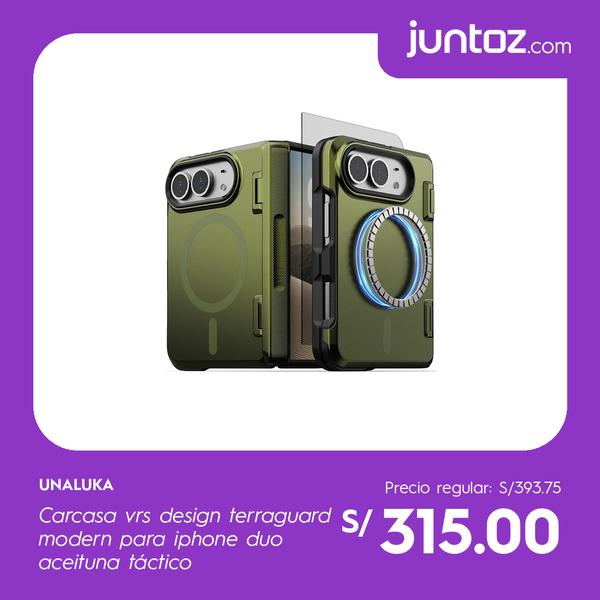 juntoz.com
UNALUKA
Carcasa vrs design terraguard
modern para iphone duo
aceituna táctico
Precio regular: S/393.75
S/ 315.00